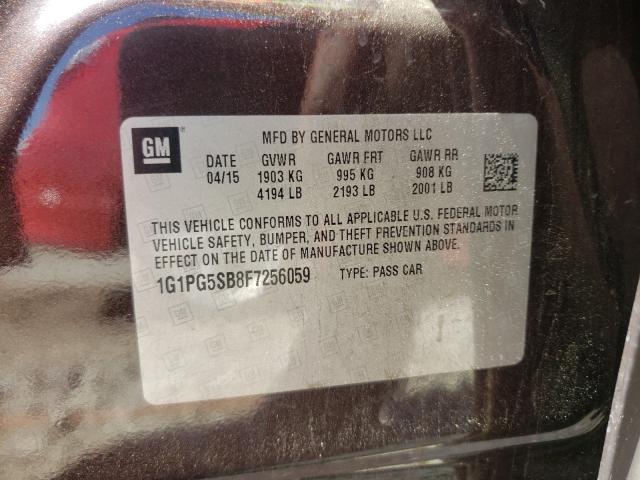 GM
MFD BY GENERAL MOTORS LLC
DATE GVWR GAWR FRT GAWR RR
04/15 1903 KG 995 KG 908 KG
4194 LB 2193 LB 2001 LB
THIS VEHICLE CONFORMS TO ALL APPLICABLE U.S. FEDERAL MOTOR
VEHICLE SAFETY, BUMPER, AND THEFT PREVENTION STANDARDS IN
EFFECT ON THE DATE OF MANUFACTURE SHOWN ABOVE.
1G1PG5SB8F7256059 TYPE: PASS CAR